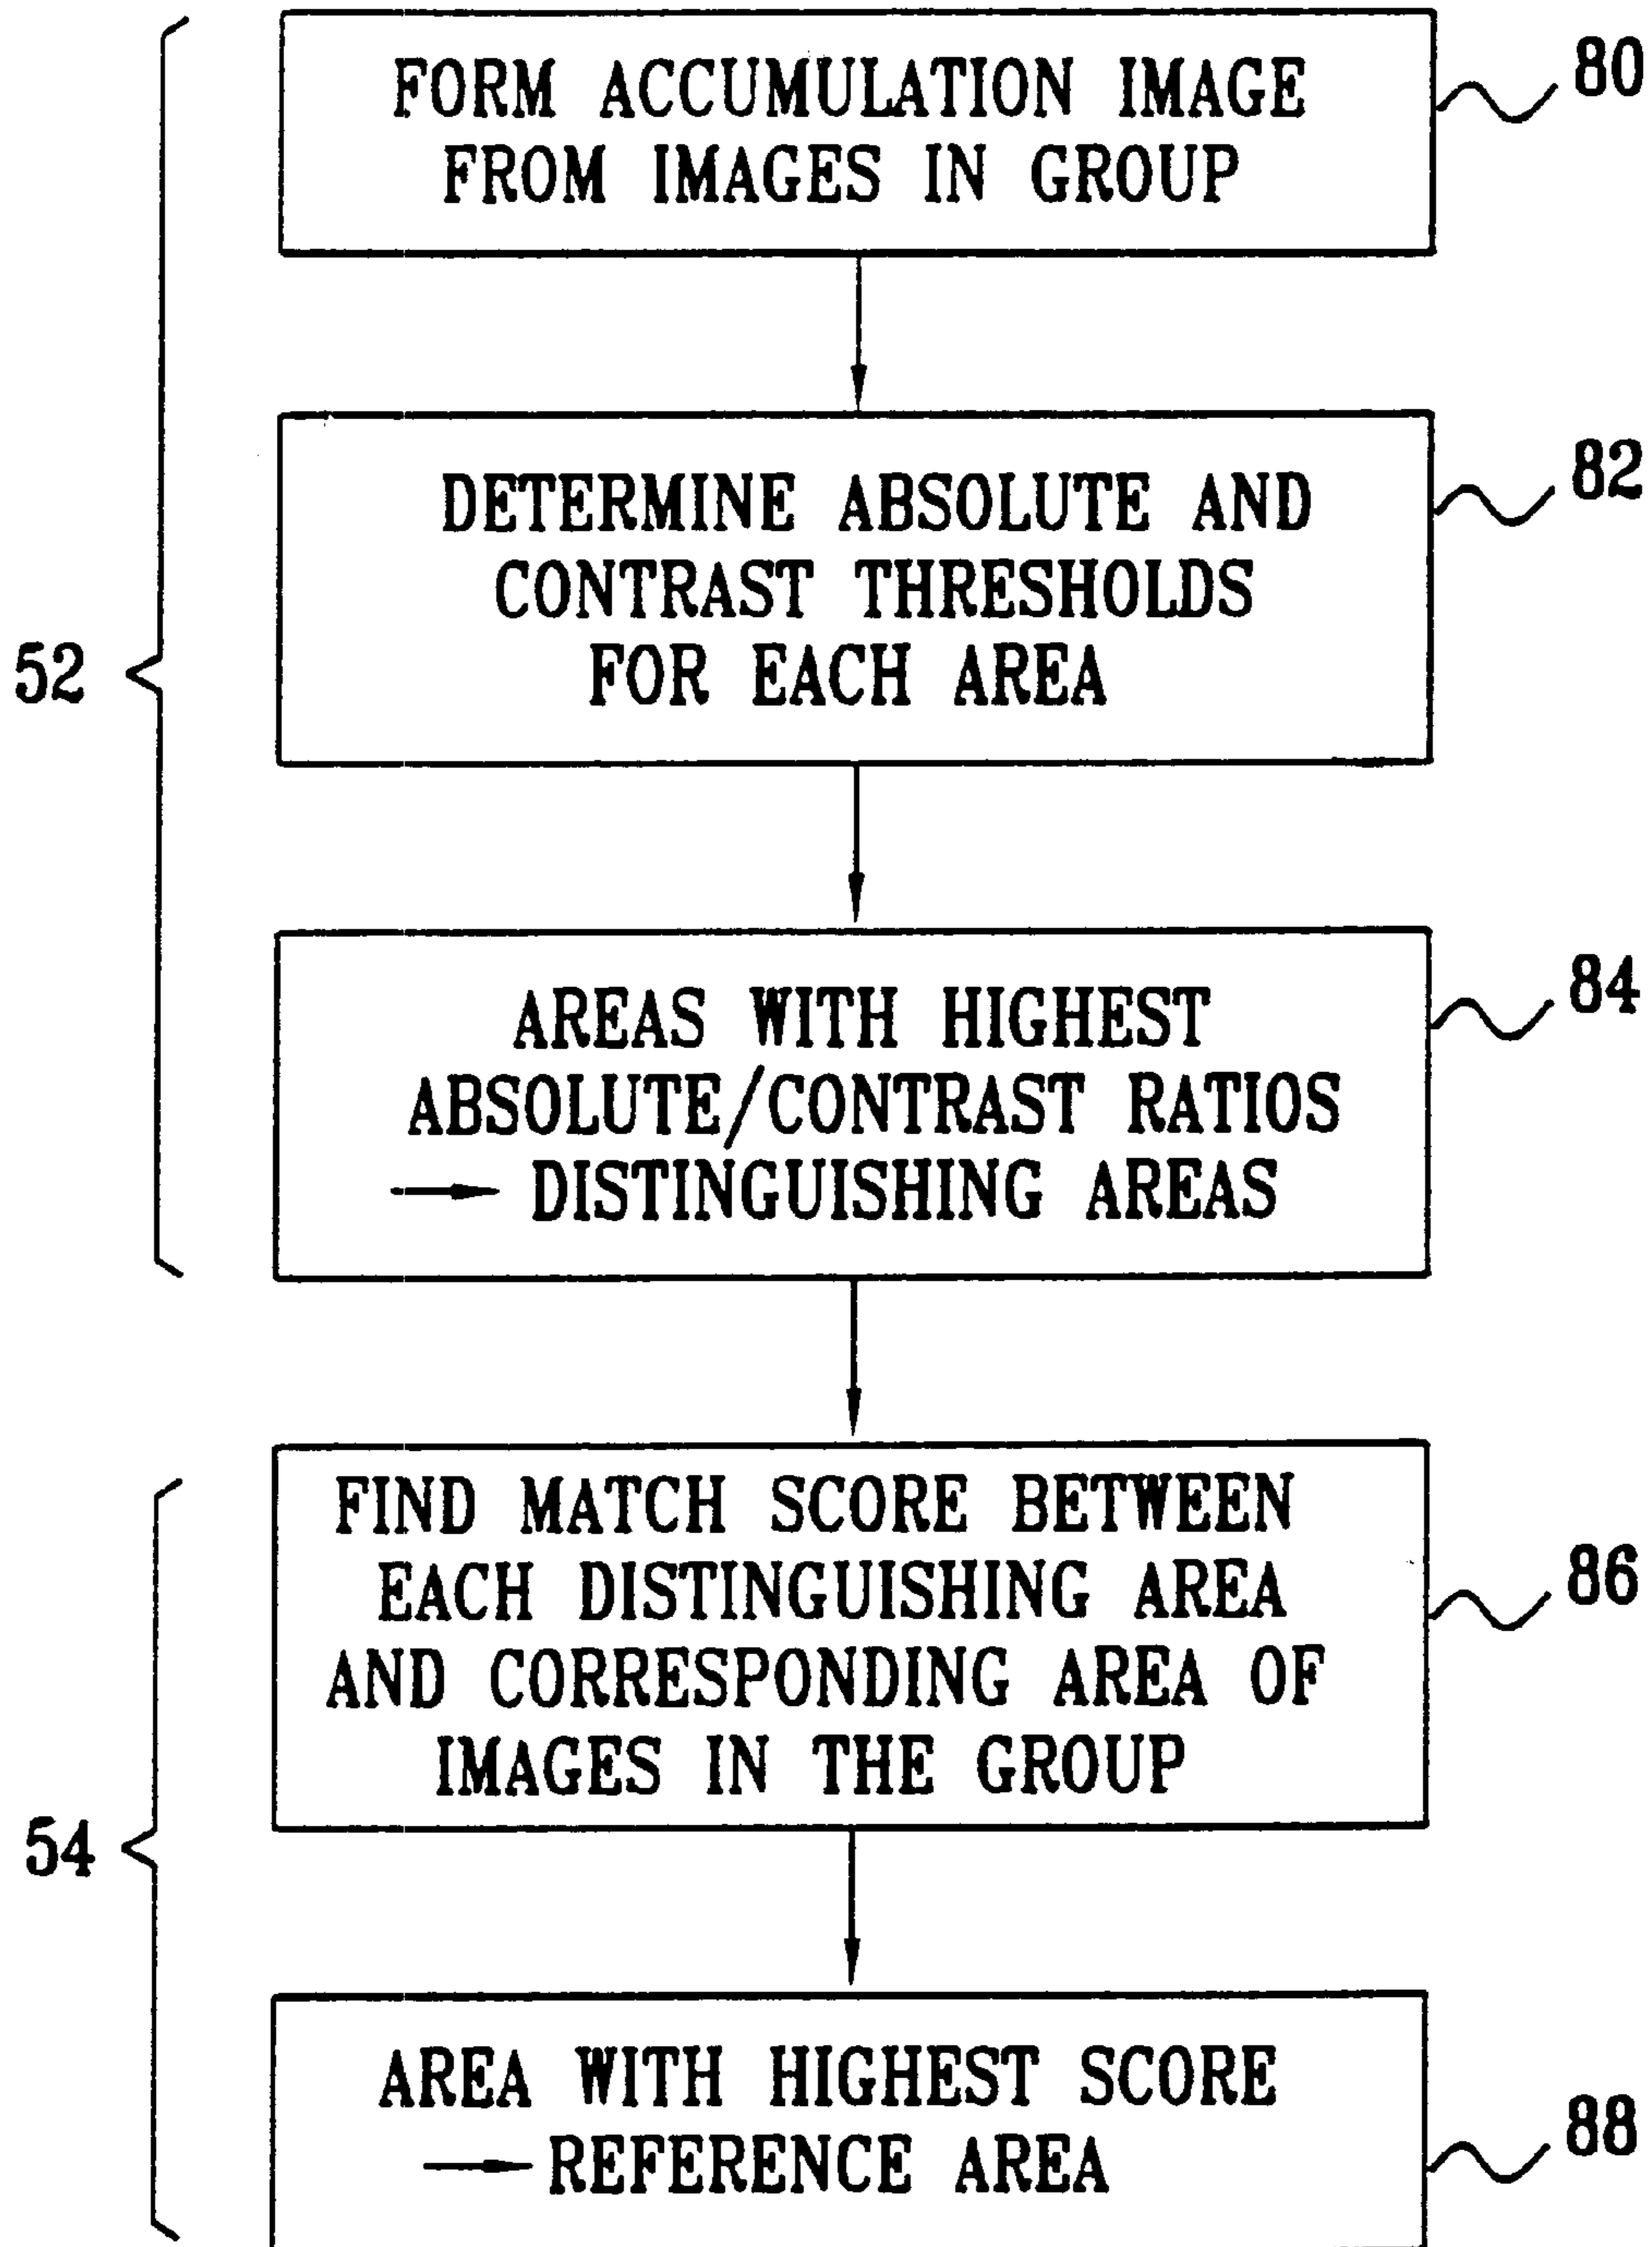 FORM ACCUMULATION IMAGE
FROM IMAGES IN GROUP
80
DETERMINE ABSOLUTE AND
CONTRAST THRESHOLDS
FOR EACH AREA
82
52
AREAS WITH HIGHEST
ABSOLUTE/CONTRAST RATIOS
→ DISTINGUISHING AREAS
84
FIND MATCH SCORE BETWEEN
EACH DISTINGUISHING AREA
AND CORRESPONDING AREA OF
IMAGES IN THE GROUP
86
54
AREA WITH HIGHEST SCORE
→ REFERENCE AREA
88